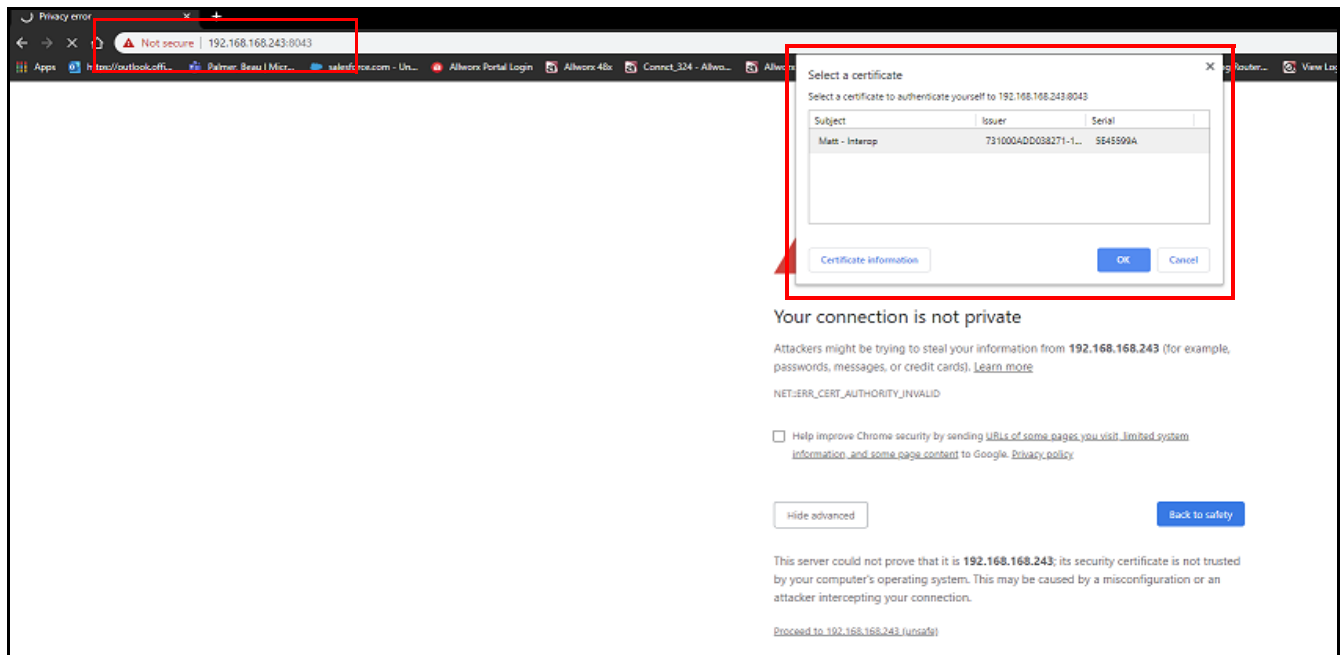 Privacy error
Not secure 192.168.168.243:8043
Apps https://outlook.offi... Palmer, Beau | Micr... salesforce.com - Un... Allworx Portal Login Allworx 48x Connct_324 - Allwo... Allwor Router... View Lo
Select a certificate
Select a certificate to authenticate yourself to 192.168.168.243:8043
Subject Issuer Serial
Matt - Interop 731000ADD038271-1... 5E45599A
Certificate information OK Cancel
Your connection is not private
Attackers might be trying to steal your information from 192.168.168.243 (for example,
passwords, messages, or credit cards). Learn more
NET::ERR_CERT_AUTHORITY_INVALID
Help improve Chrome security by sending URLs of some pages you visit, limited system
information, and some page content to Google. Privacy policy
Hide advanced Back to safety
This server could not prove that it is 192.168.168.243; its security certificate is not trusted
by your computer's operating system. This may be caused by a misconfiguration or an
attacker intercepting your connection.
Proceed to 192.168.168.243 (unsafe)